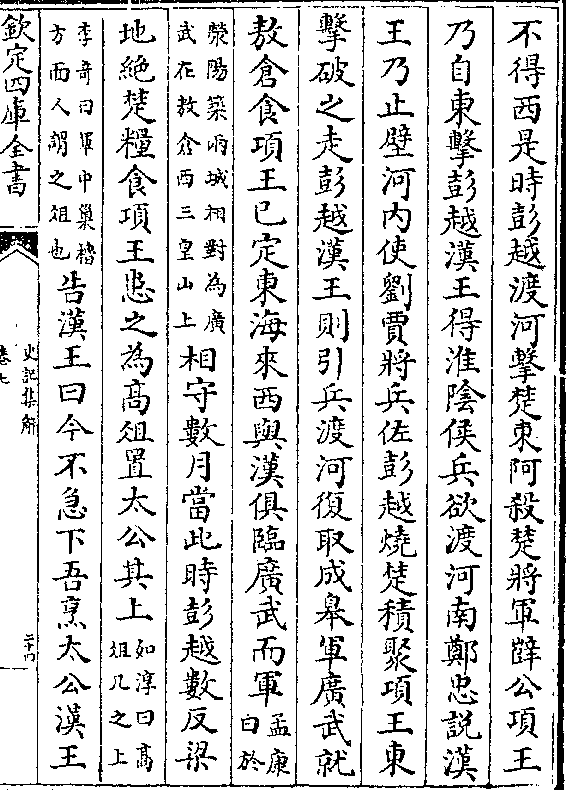 不得西是時彭越渡河擊楚東阿殺楚將軍薛公項王
乃自東擊彭越漢王得淮陰侯兵欲渡河南鄭忠説漢
王乃止壁河内使劉賈將兵佐彭越燒楚積聚項王東
擊破之走彭越漢王則引兵渡河復取成臯軍廣武就
敖倉食項王已定東海來西與漢俱臨廣武而軍孟康曰於
滎陽築兩城相對為廣武在敖倉西三皇山上相守數月當此時彭越數反梁
地絶楚糧食項王患之為高俎置太公其上如淳曰高俎几之上
李奇曰軍中巢櫓方面人謂之俎也告漢王曰今不急下吾烹太公漢王
欽定四庫全書
史記集解
卷七
二十四